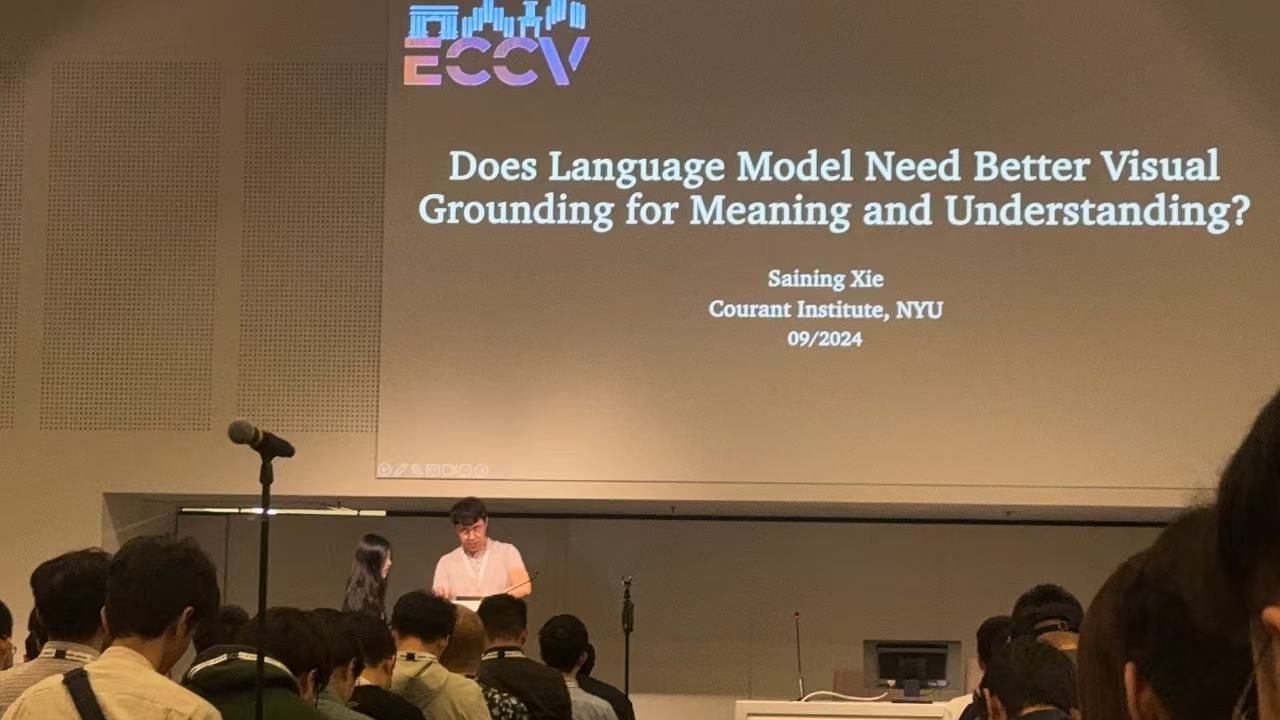 ECCV
Does Language Model Need Better Visual
Grounding for Meaning and Understanding?
Saining Xie
Courant Institute, NYU
09/2024